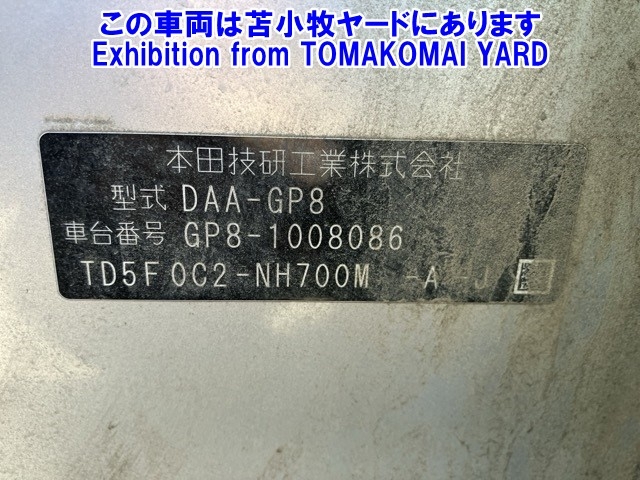 この車両は苫小牧ヤードにあります
Exhibition from TOMAKOMAI YARD
本田技研工業株式会社
型式 DAA-GP8
車台番号 GP8-1008086
TD5F0C2-NH700M -A -J